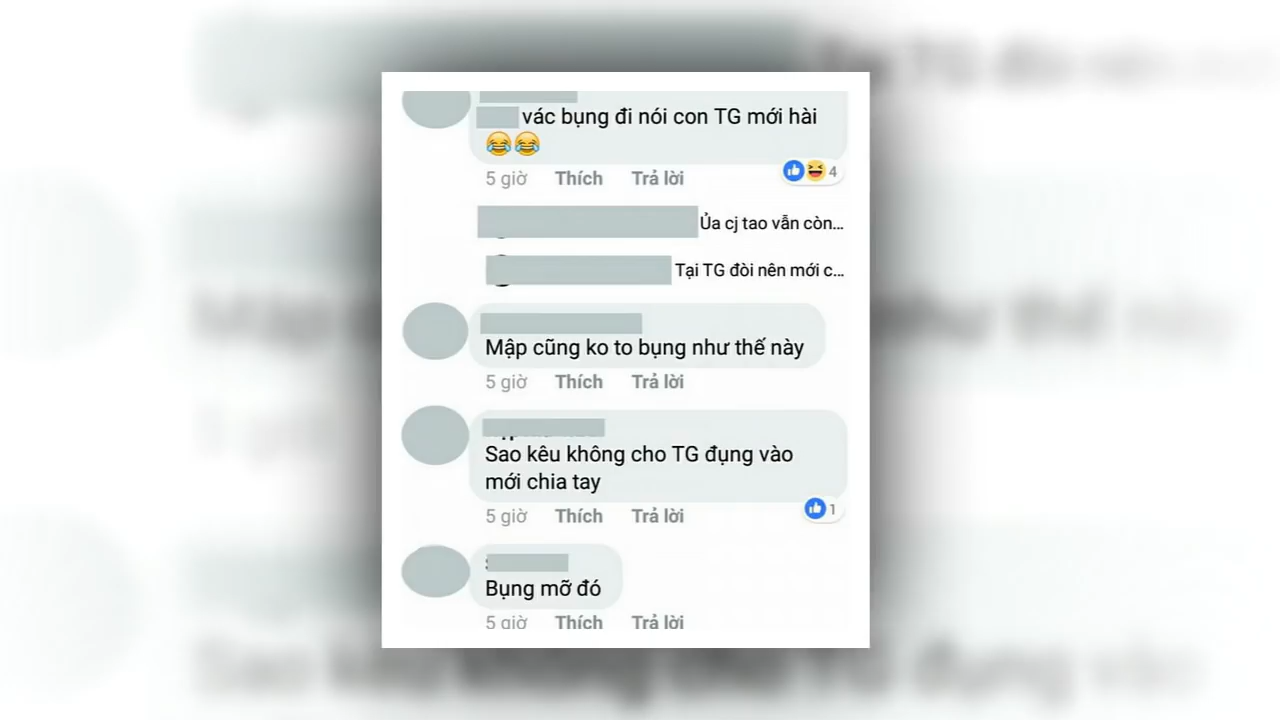 vác bụng đi nói con TG mới hài
😂😂
5 giờ Thích Trả lời 4
Ủa cj tao vẫn còn...
Tại TG đòi nên mới c...
Mập cũng ko to bụng như thế này
5 giờ Thích Trả lời
Sao kêu không cho TG đụng vào
mới chia tay
5 giờ Thích Trả lời 1
Bụng mỡ đó
5 giờ Thích Trả lời